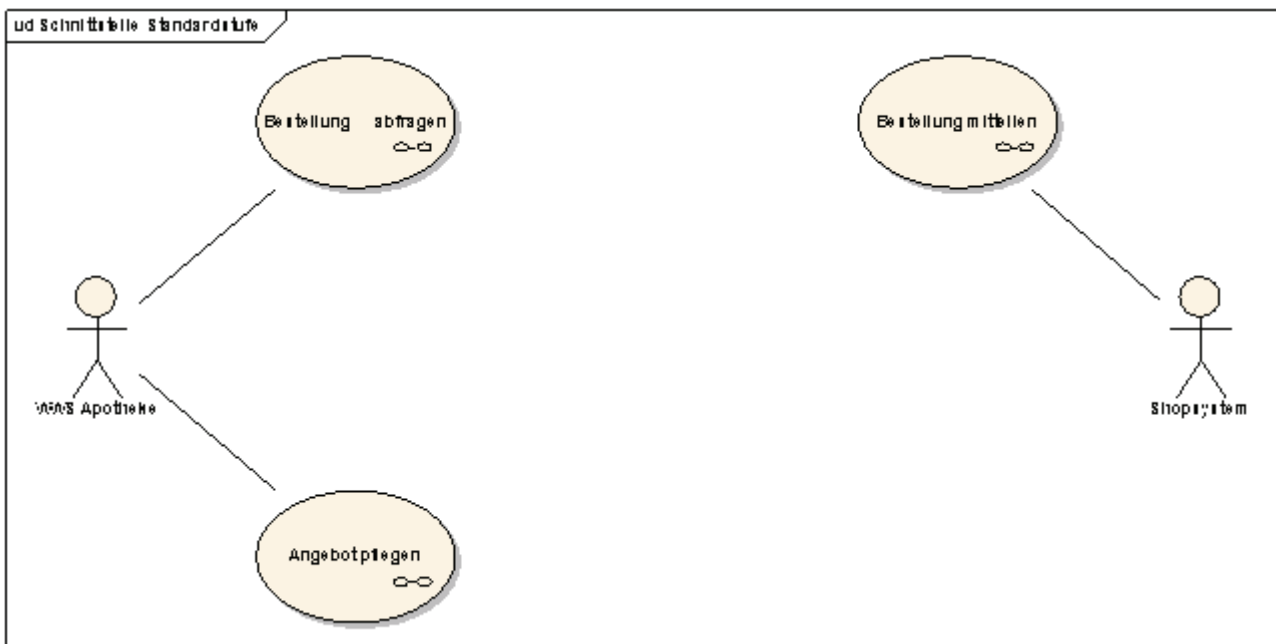 ud Schnittstelle Standardstufe
Bestellung abfragen
Bestellung mitteilen
WWS Apotheke
Shopsystem
Angebot pflegen